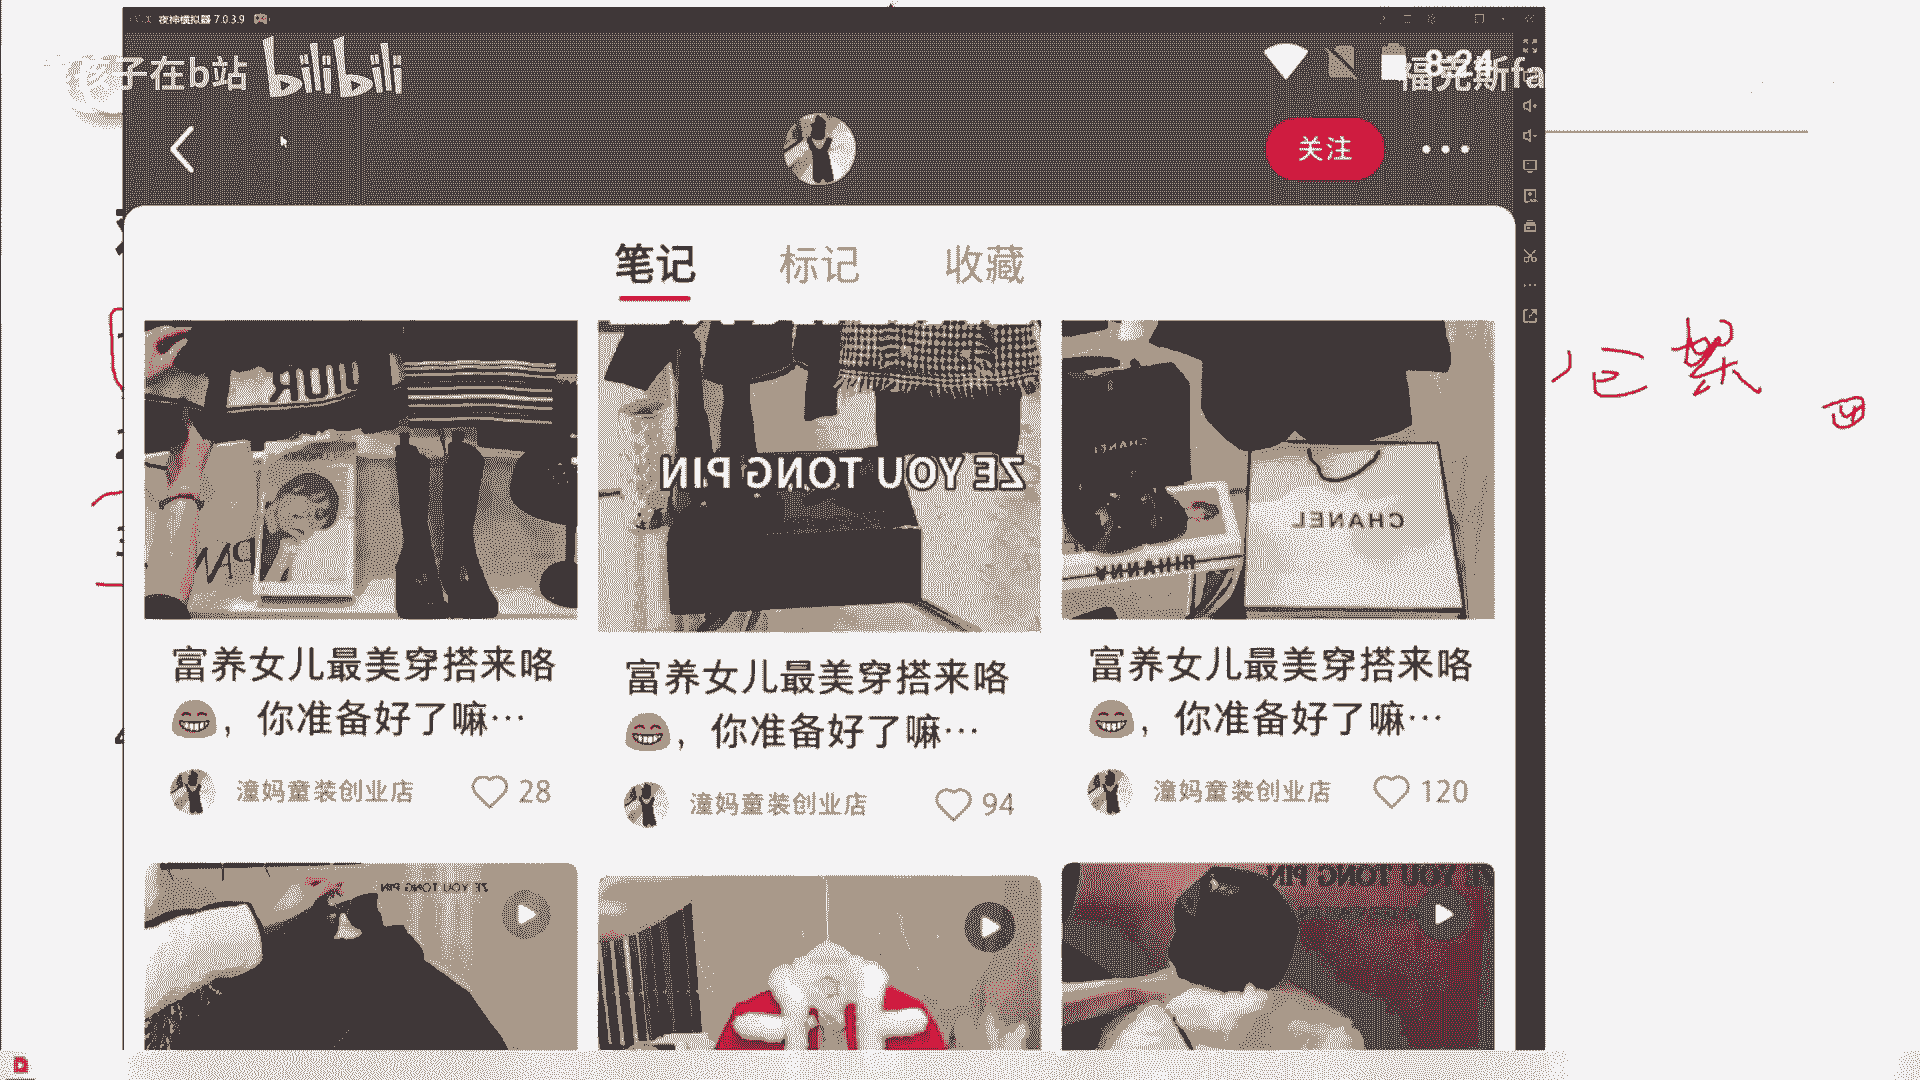 夜神模拟器 7.0.3.9
子在b站 bilibili
8:24
福克斯fa
关注
笔记 标记 收藏
ZE YOU TONG PIN
CHANEL
CHANEL
RIHANNA
富养女儿最美穿搭来咯
😁，你准备好了嘛…
潼妈童装创业店 28
富养女儿最美穿搭来咯
😁，你准备好了嘛…
潼妈童装创业店 94
富养女儿最美穿搭来咯
😁，你准备好了嘛…
潼妈童装创业店 120
ZE YOU TONG PIN
ZE YOU TONG PIN